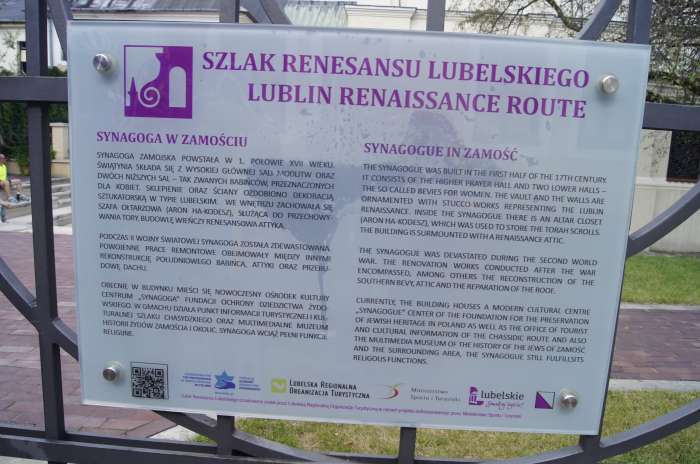 SZLAK RENESANSU LUBELSKIEGO
LUBLIN RENAISSANCE ROUTE
SYNAGOGA W ZAMOŚCIU
SYNAGOGA ZAMOJSKA POWSTAŁA W 1. POŁOWIE XVII WIEKU.
ŚWIĄTYNIA SKŁADA SIĘ Z WYSOKIEJ GŁÓWNEJ SALI MODLITW ORAZ
DWÓCH NIŻSZYCH SAL – TAK ZWANYCH BABIŃCÓW, PRZEZNACZONYCH
DLA KOBIET. SKLEPIENIE ORAZ ŚCIANY OZDOBIONO DEKORACJĄ
SZTUKATORSKĄ W TYPIE LUBELSKIM. WE WNĘTRZU ZACHOWAŁA SIĘ
SZAFA OŁTARZOWA (ARON HA-KODESZ), SŁUŻĄCA DO PRZECHOWY-
WANIA TORY. BUDOWLĘ WIEŃCZY RENESANSOWA ATTYKA.
PODCZAS II WOJNY ŚWIATOWEJ SYNAGOGA ZOSTAŁA ZDEWASTOWANA.
POWOJENNE PRACE REMONTOWE OBEJMOWAŁY MIĘDZY INNYMI
REKONSTRUKCJĘ POŁUDNIOWEGO BABIŃCA, ATTYKI ORAZ PRZEBU-
DOWĘ DACHU.
OBECNIE W BUDYNKU MIEŚCI SIĘ NOWOCZESNY OŚRODEK KULTURY
CENTRUM „SYNAGOGA” FUNDACJI OCHRONY DZIEDZICTWA ŻYDO-
WSKIEGO. W GMACHU DZIAŁA PUNKT INFORMACJI TURYSTYCZNEJ I KUL-
TURALNEJ SZLAKU CHASYDZKIEGO ORAZ MULTIMEDIALNE MUZEUM
HISTORII ŻYDÓW ZAMOŚCIA I OKOLIC. SYNAGOGA WCIĄŻ PEŁNI FUNKCJE
RELIGIJNE.
SYNAGOGUE IN ZAMOŚĆ
THE SYNAGOGUE WAS BUILT IN THE FIRST HALF OF THE 17TH CENTURY.
IT CONSISTS OF THE HIGHER PRAYER HALL AND TWO LOWER HALLS –
THE SO CALLED BEVIES FOR WOMEN. THE VAULT AND THE WALLS ARE
ORNAMENTED WITH STUCCO-WORKS REPRESENTING THE LUBLIN
RENAISSANCE. INSIDE THE SYNAGOGUE THERE IS AN ALTAR CLOSET
(ARON HA-KODESZ), WHICH WAS USED TO STORE THE TORAH SCROLLS.
THE BUILDING IS SURMOUNTED WITH A RENAISSANCE ATTIC.
THE SYNAGOGUE WAS DEVASTATED DURING THE SECOND WORLD
WAR. THE RENOVATION WORKS CONDUCTED AFTER THE WAR
ENCOMPASSED, AMONG OTHERS THE RECONSTRUCTION OF THE
SOUTHERN BEVY, ATTIC AND THE REPARATION OF THE ROOF.
CURRENTLY, THE BUILDING HOUSES A MODERN CULTURAL CENTRE
„SYNAGOGUE” CENTER OF THE FOUNDATION FOR THE PRESERVATION
OF JEWISH HERITAGE IN POLAND AS WELL AS THE OFFICE OF TOURIST
AND CULTURAL INFORMATION OF THE CHASSIDIC ROUTE AND ALSO
THE MULTIMEDIA MUSEUM OF THE HISTORY OF THE JEWS OF ZAMOŚĆ
AND THE SURROUNDING AREA. THE SYNAGOGUE STILL FULFILLS ITS
RELIGIOUS FUNCTIONS.
LUBELSKA REGIONALNA
ORGANIZACJA TURYSTYCZNA
Ministerstwo
Sportu i Turystyki
lubelskie